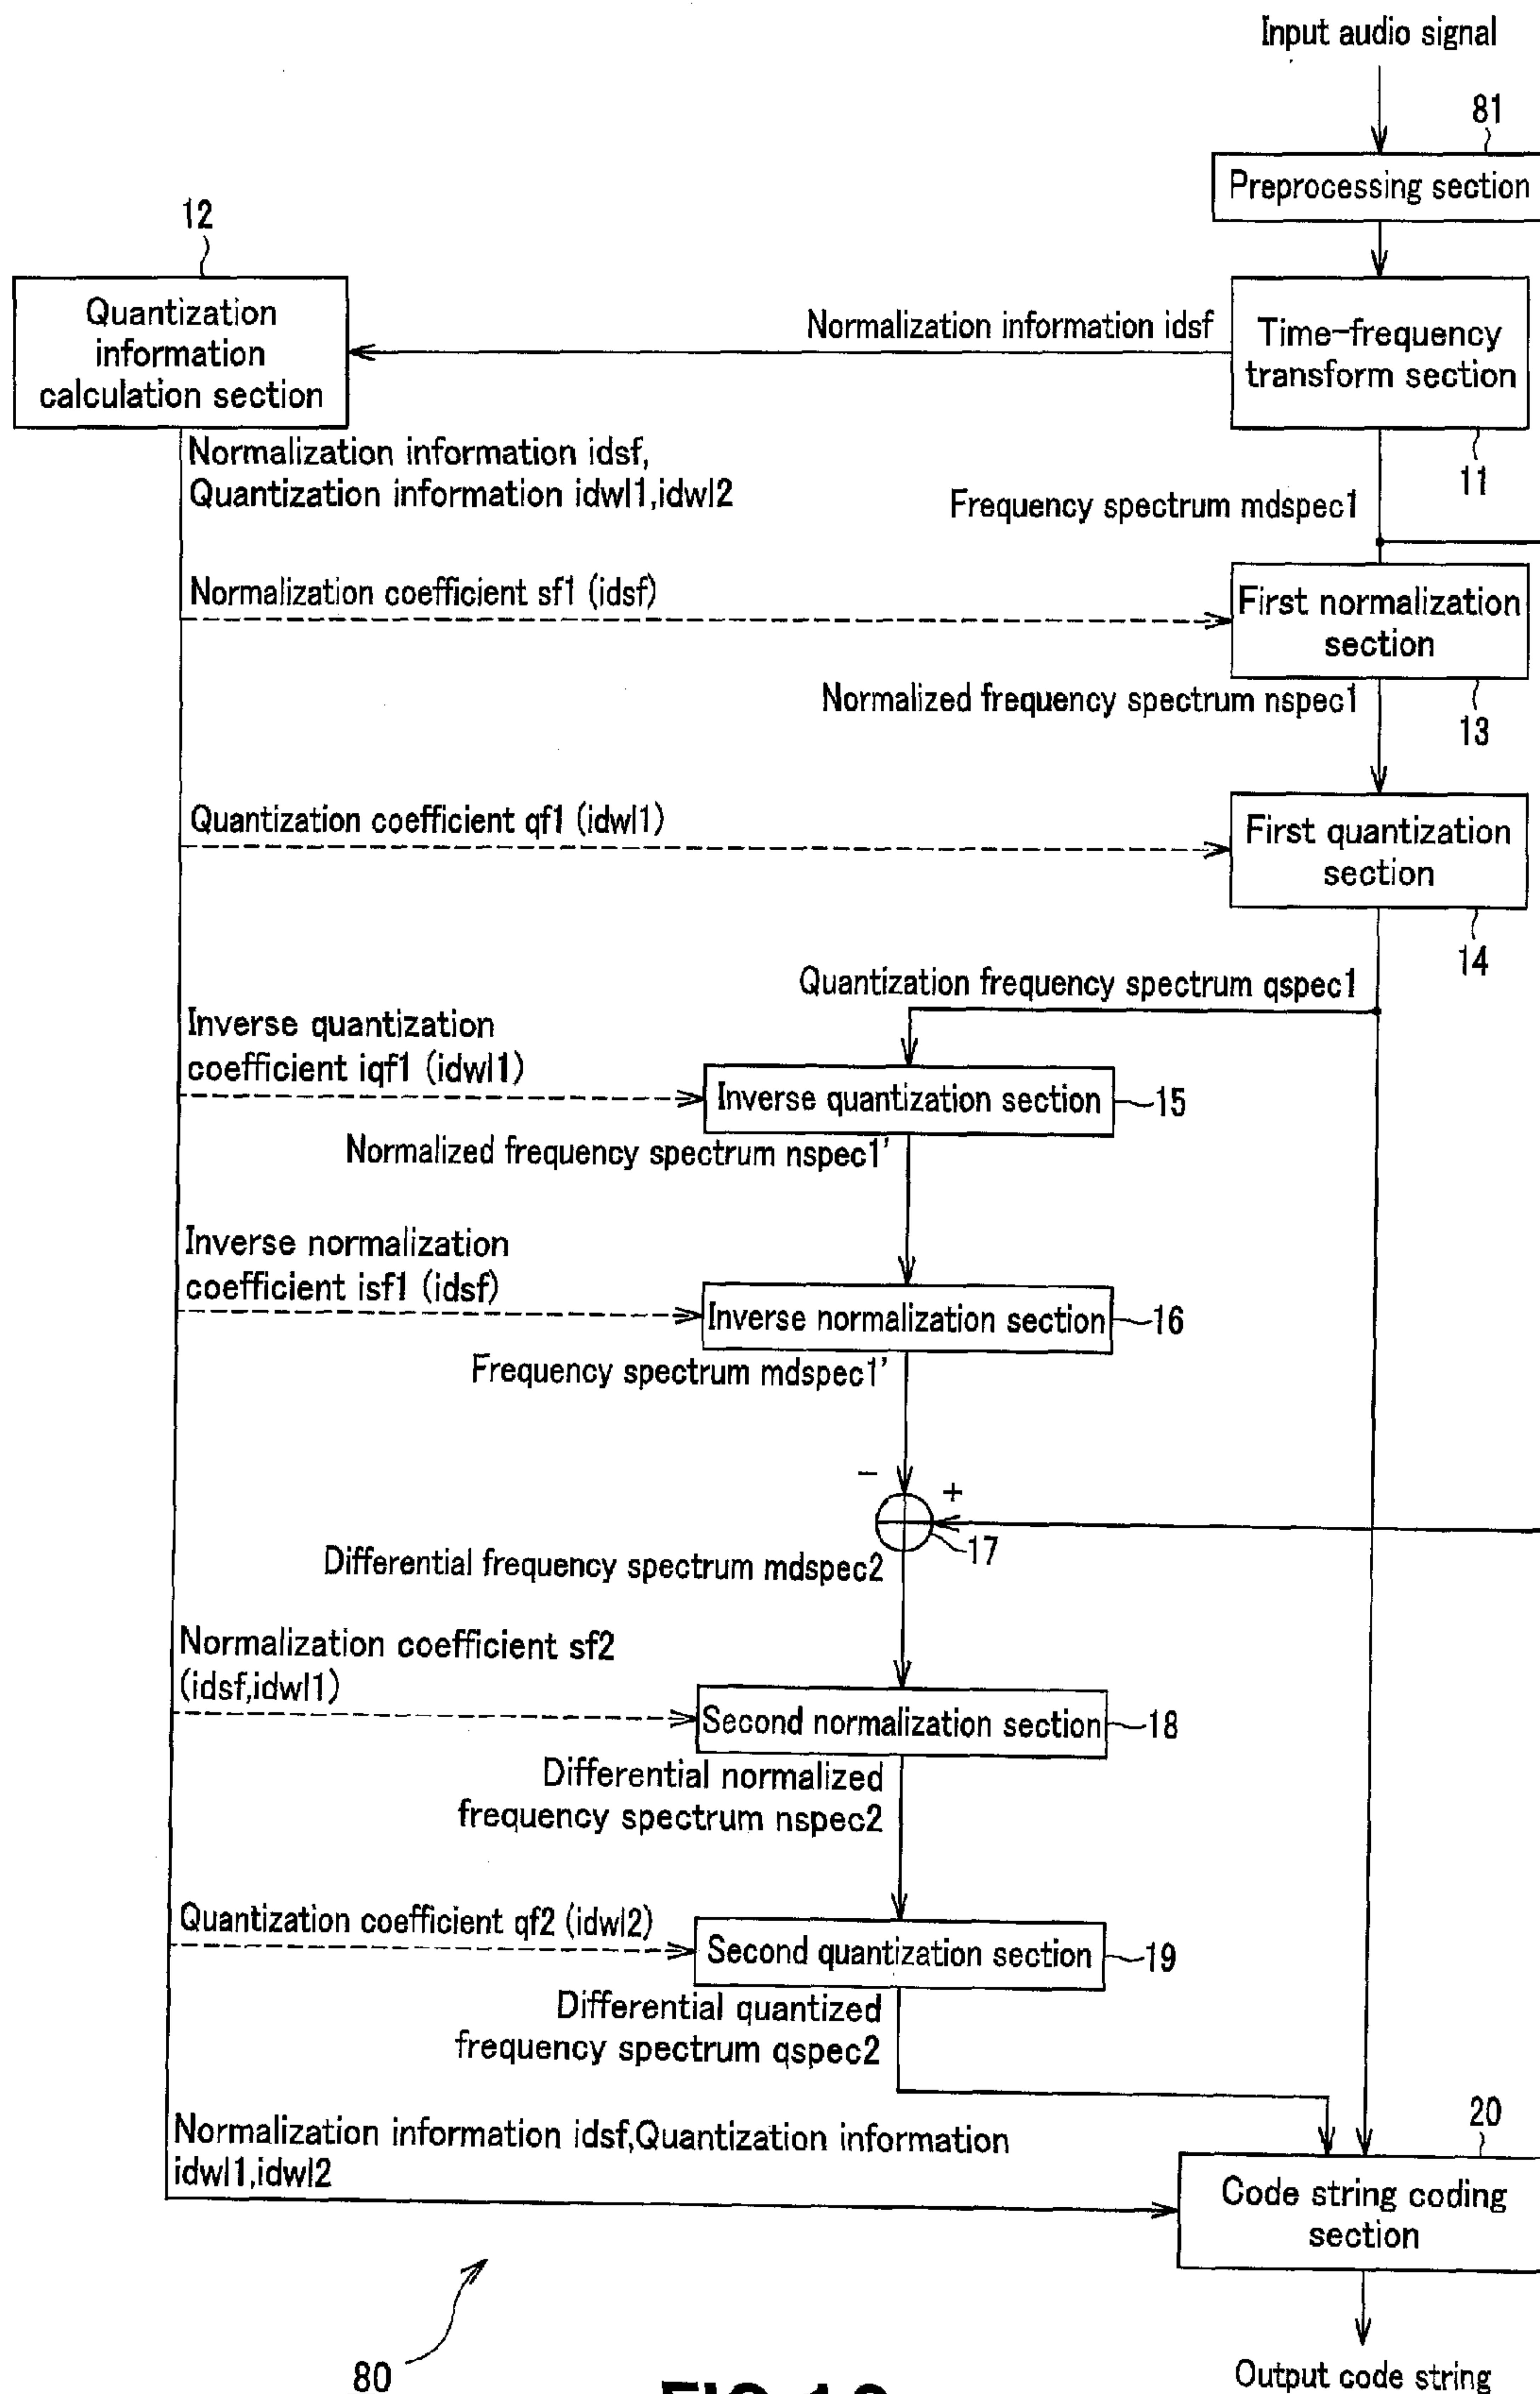 Input audio signal
81
Preprocessing section
12
Quantization
information
calculation section
Normalization information idsf
Time-frequency
transform section
11
Normalization information idsf,
Quantization information idwl1,idwl2
Frequency spectrum mdspec1
Normalization coefficient sf1 (idsf)
First normalization
section
13
Normalized frequency spectrum nspec1
Quantization coefficient qf1 (idwl1)
First quantization
section
14
Quantization frequency spectrum qspec1
Inverse quantization
coefficient iqf1 (idwl1)
Inverse quantization section
15
Normalized frequency spectrum nspec1'
Inverse normalization
coefficient isf1 (idsf)
Inverse normalization section
16
Frequency spectrum mdspec1'
− +
17
Differential frequency spectrum mdspec2
Normalization coefficient sf2
(idsf,idwl1)
Second normalization section
18
Differential normalized
frequency spectrum nspec2
Quantization coefficient qf2 (idwl2)
Second quantization section
19
Differential quantized
frequency spectrum qspec2
Normalization information idsf,Quantization information
idwl1,idwl2
20
Code string coding
section
80
Output code string